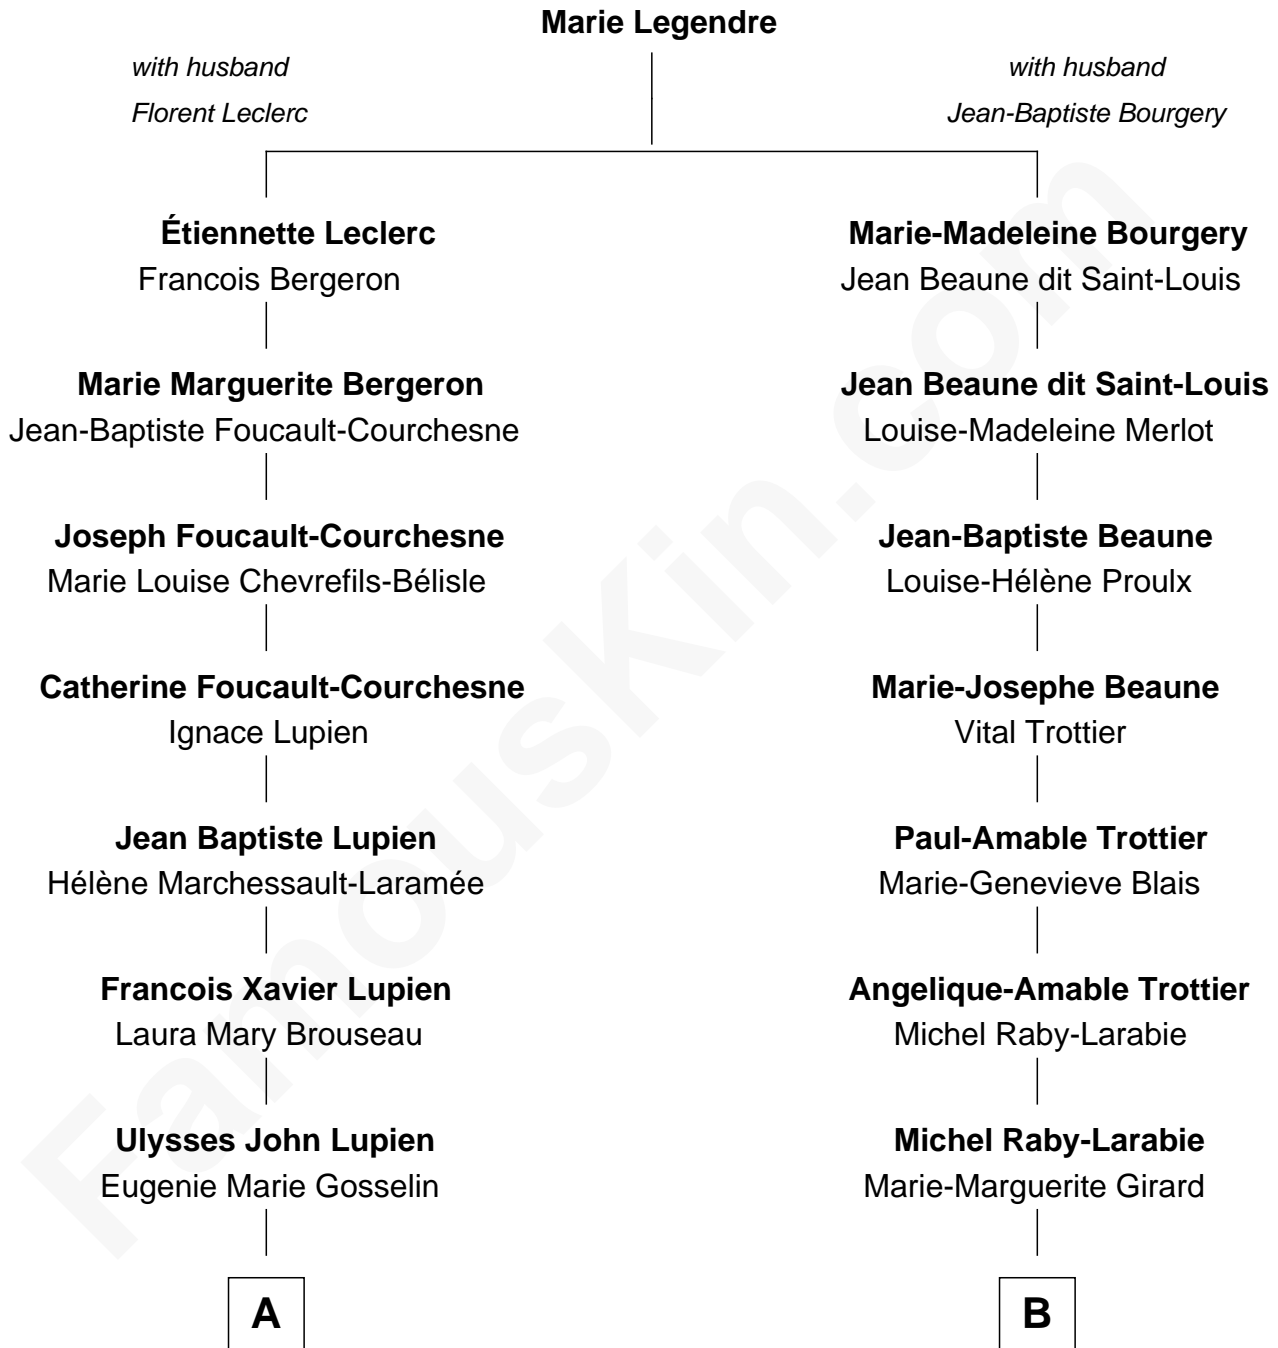 Marie Legendre
with husband
Florent Leclerc
with husband
Jean-Baptiste Bourgery
Étiennette Leclerc
Francois Bergeron
Marie Marguerite Bergeron
Jean-Baptiste Foucault-Courchesne
Joseph Foucault-Courchesne
Marie Louise Chevrefils-Bélisle
Catherine Foucault-Courchesne
Ignace Lupien
Jean Baptiste Lupien
Hélène Marchessault-Laramée
Francois Xavier Lupien
Laura Mary Brouseau
Ulysses John Lupien
Eugenie Marie Gosselin
A
Marie-Madeleine Bourgery
Jean Beaune dit Saint-Louis
Jean Beaune dit Saint-Louis
Louise-Madeleine Merlot
Jean-Baptiste Beaune
Louise-Hélène Proulx
Marie-Josephe Beaune
Vital Trottier
Paul-Amable Trottier
Marie-Genevieve Blais
Angelique-Amable Trottier
Michel Raby-Larabie
Michel Raby-Larabie
Marie-Marguerite Girard
B
FamousKin.com